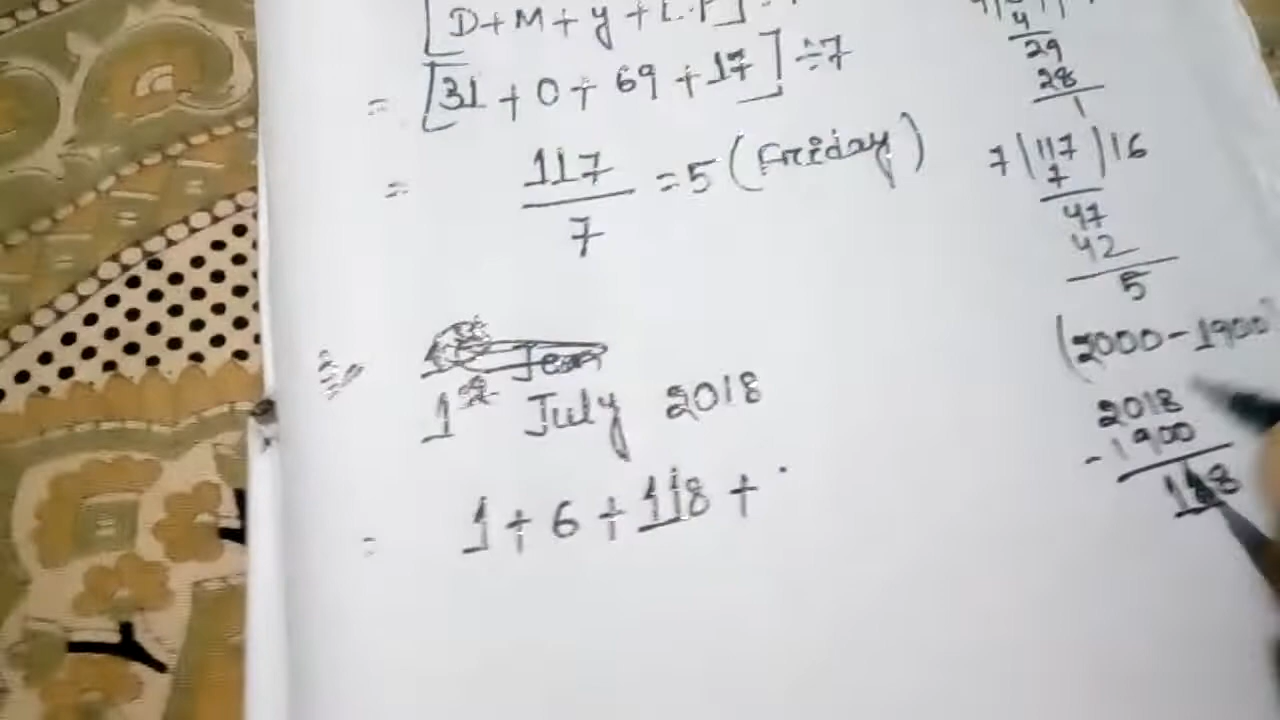 [D+M+y+L.Y]÷7
= [31 + 0 + 69 + 17] ÷7
= 117/7 = 5 (Friday)
1st July 2018
= 1 + 6 + 118 +
29
28
1
7 ) 117 ) 16
7
47
42
5
(2000-1900)
2018
-1900
118